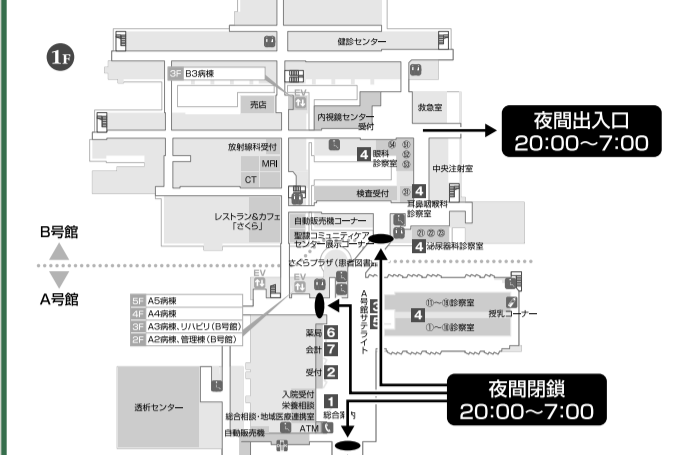 1F
健診センター
3F B3病棟
EV
売店
内視鏡センター
受付
救急室
夜間出入口
20:00〜7:00
放射線科受付
MRI
CT
4 眼科
診察室
54 51
52
53
中央注射室
検査受付
31 4
耳鼻咽喉科
診察室
レストラン&カフェ
「さくら」
自動販売機コーナー
聖隷コミュニティケア
センター展示コーナー
21 22 23
4 泌尿器科診察室
B号館
さくらプラザ(患者図書館
A号館
EV
EV
5F A5病棟
4F A4病棟
3F A3病棟、リハビリ(B号館)
2F A2病棟、管理棟(B号館)
A号館サテライト
3
5
4
⑪〜⑱診察室
①〜⑩診察室
授乳コーナー
薬局 6
会計 7
受付 2
入院受付
栄養相談
1
総合案内
総合相談・地域医療連携室
ATM
自動販売機
透析センター
夜間閉鎖
20:00〜7:00